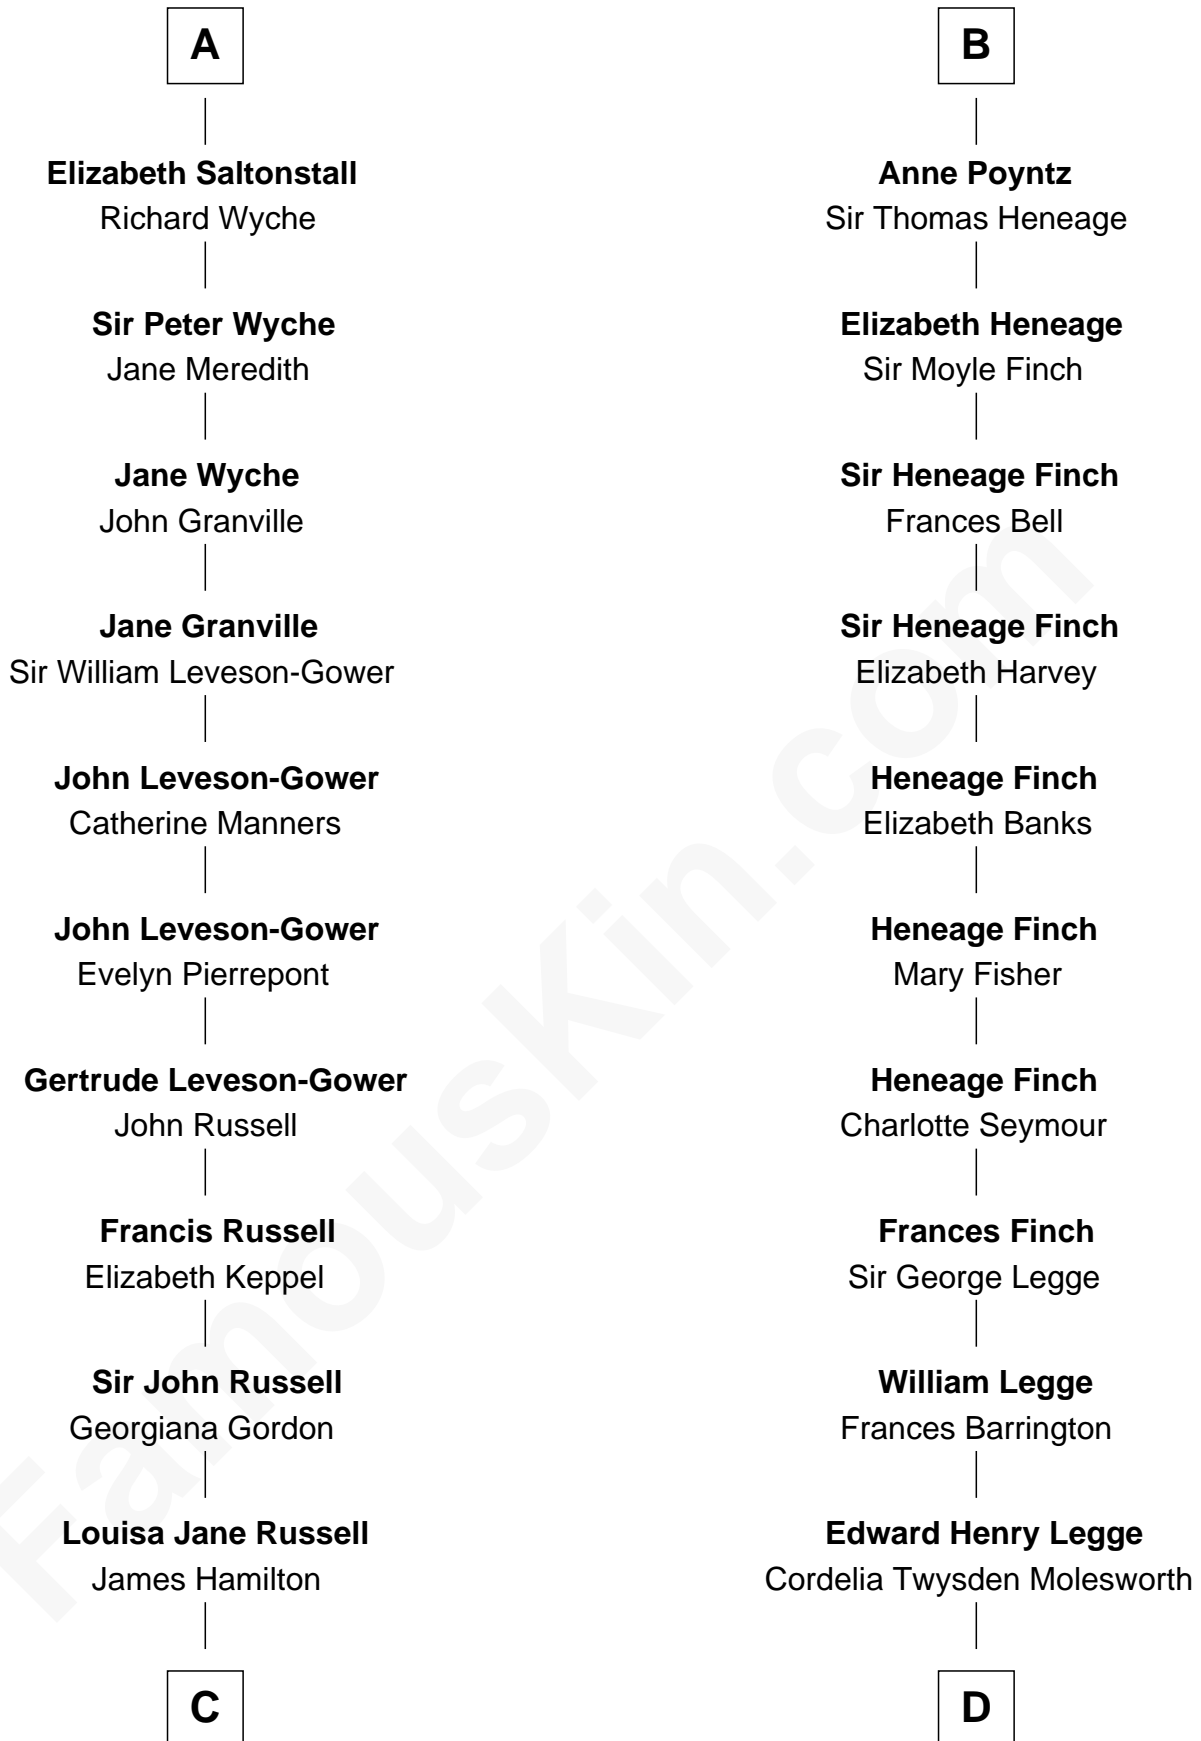 A
Elizabeth Saltonstall
Richard Wyche
Sir Peter Wyche
Jane Meredith
Jane Wyche
John Granville
Jane Granville
Sir William Leveson-Gower
John Leveson-Gower
Catherine Manners
John Leveson-Gower
Evelyn Pierrepont
Gertrude Leveson-Gower
John Russell
Francis Russell
Elizabeth Keppel
Sir John Russell
Georgiana Gordon
Louisa Jane Russell
James Hamilton
C
B
Anne Poyntz
Sir Thomas Heneage
Elizabeth Heneage
Sir Moyle Finch
Sir Heneage Finch
Frances Bell
Sir Heneage Finch
Elizabeth Harvey
Heneage Finch
Elizabeth Banks
Heneage Finch
Mary Fisher
Heneage Finch
Charlotte Seymour
Frances Finch
Sir George Legge
William Legge
Frances Barrington
Edward Henry Legge
Cordelia Twysden Molesworth
D
FamousKin.com